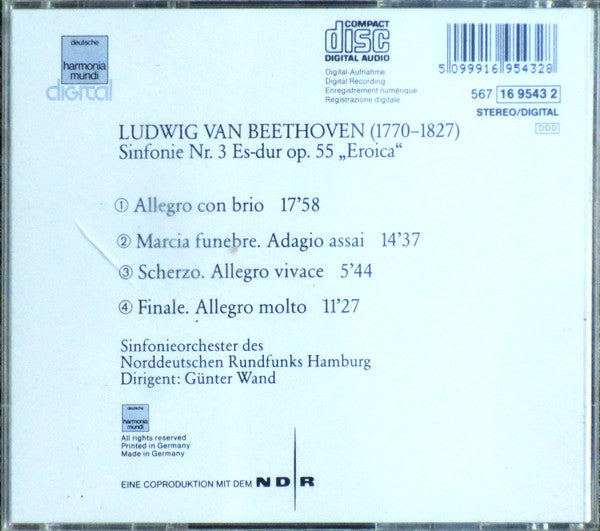 deutsche
harmonia
mundi
digital
COMPACT
disc
DIGITAL AUDIO
Digital-Aufnahme
Digital Recording
Enregistrement numérique
Registrazione digitale
5 099916 954328
567 16 9543 2
STEREO/DIGITAL
DDD
LUDWIG VAN BEETHOVEN (1770–1827)
Sinfonie Nr. 3 Es-dur op. 55 „Eroica“
① Allegro con brio 17’58
② Marcia funebre. Adagio assai 14’37
③ Scherzo. Allegro vivace 5’44
④ Finale. Allegro molto 11’27
Sinfonieorchester des
Norddeutschen Rundfunks Hamburg
Dirigent: Günter Wand
deutsche
harmonia
mundi
All rights reserved
Printed in Germany
Made in Germany
EINE COPRODUKTION MIT DEM NDR